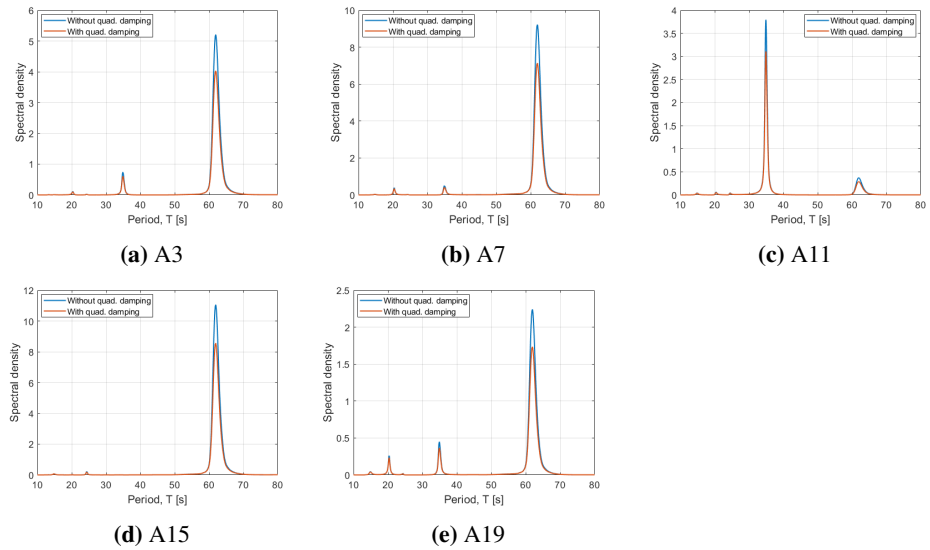 6
5
4
3
2
1
0
10 20 30 40 50 60 70 80
Spectral density
Period, T [s]
Without quad. damping
With quad. damping
(a) A3
10
8
6
4
2
0
10 20 30 40 50 60 70 80
Spectral density
Period, T [s]
Without quad. damping
With quad. damping
(b) A7
4
3.5
3
2.5
2
1.5
1
0.5
0
10 20 30 40 50 60 70 80
Spectral density
Period, T [s]
Without quad. damping
With quad. damping
(c) A11
12
10
8
6
4
2
0
10 20 30 40 50 60 70 80
Spectral density
Period, T [s]
Without quad. damping
With quad. damping
(d) A15
2.5
2
1.5
1
0.5
0
10 20 30 40 50 60 70 80
Spectral density
Period, T [s]
Without quad. damping
With quad. damping
(e) A19